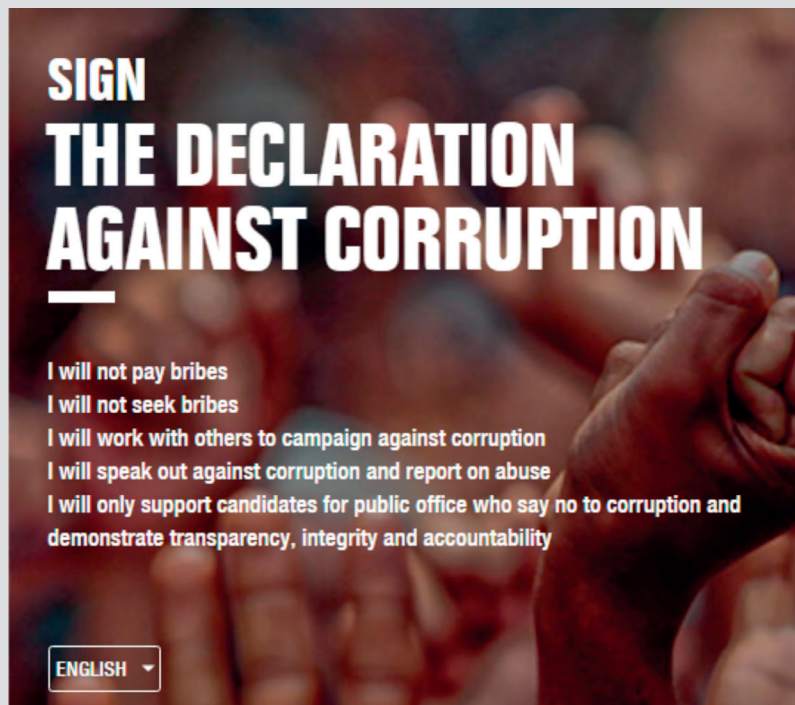 SIGN
THE DECLARATION
AGAINST CORRUPTION
I will not pay bribes
I will not seek bribes
I will work with others to campaign against corruption
I will speak out against corruption and report on abuse
I will only support candidates for public office who say no to corruption and
demonstrate transparency, integrity and accountability
ENGLISH